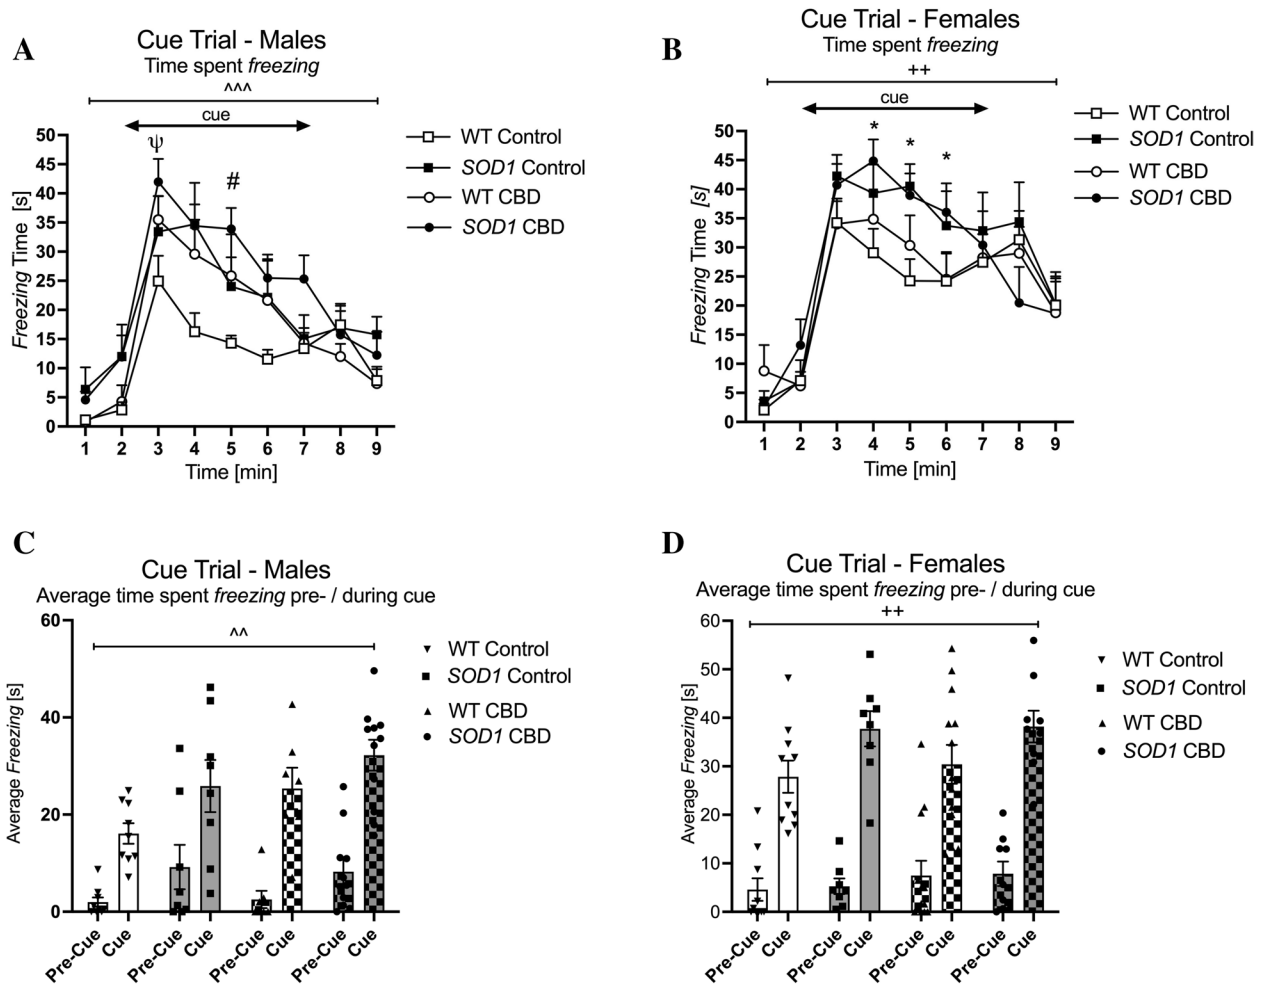 A
Cue Trial - Males
Time spent freezing
^^^
cue
ψ
#
50
45
40
35
30
25
20
15
10
5
0
Freezing Time [s]
1 2 3 4 5 6 7 8 9
Time [min]
WT Control
SOD1 Control
WT CBD
SOD1 CBD
B
Cue Trial - Females
Time spent freezing
++
cue
* * *
50
45
40
35
30
25
20
15
10
5
0
Freezing Time [s]
1 2 3 4 5 6 7 8 9
Time [min]
WT Control
SOD1 Control
WT CBD
SOD1 CBD
C
Cue Trial - Males
Average time spent freezing pre- / during cue
^^
60
40
20
0
Average Freezing [s]
Pre-Cue Cue Pre-Cue Cue Pre-Cue Cue Pre-Cue Cue
WT Control
SOD1 Control
WT CBD
SOD1 CBD
D
Cue Trial - Females
Average time spent freezing pre- / during cue
++
60
50
40
30
20
10
0
Average Freezing [s]
Pre-Cue Cue Pre-Cue Cue Pre-Cue Cue Pre-Cue Cue
WT Control
SOD1 Control
WT CBD
SOD1 CBD